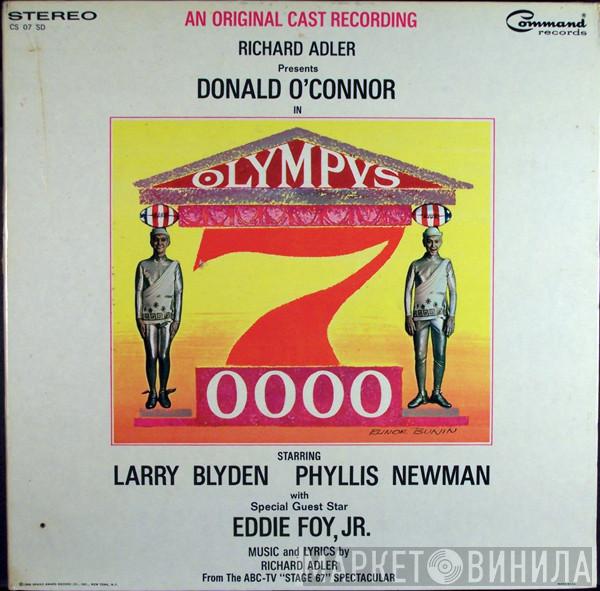 STEREO
CS 07 SD
AN ORIGINAL CAST RECORDING
Command
records
RICHARD ADLER
Presents
DONALD O'CONNOR
IN
OLYMPVS
7
0000
ELINOR BUNIN
STARRING
LARRY BLYDEN PHYLLIS NEWMAN
with
Special Guest Star
EDDIE FOY, JR.
MUSIC and LYRICS by
RICHARD ADLER
From The ABC-TV "STAGE 67" SPECTACULAR
МАРКЕТ ВИНИЛА